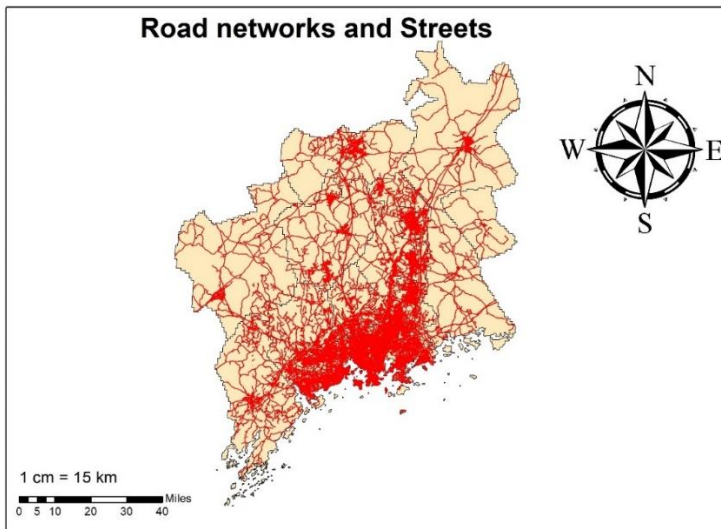 Road networks and Streets
N
W E
S
1 cm = 15 km
Miles
0 5 10 20 30 40